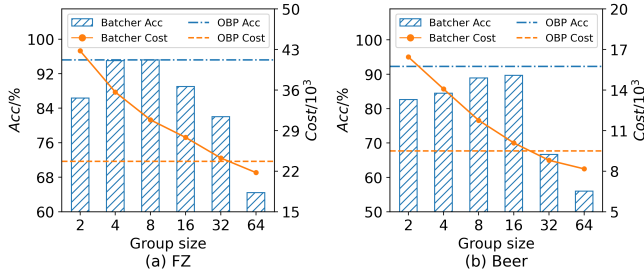 Batcher Acc
Batcher Cost
OBP Acc
OBP Cost
Acc/%
100
92
84
76
68
60
50
43
36
29
22
15
Cost/10³
2 4 8 16 32 64
Group size
(a) FZ
Batcher Acc
Batcher Cost
OBP Acc
OBP Cost
Acc/%
100
90
80
70
60
50
20
17
14
11
8
5
Cost/10³
2 4 8 16 32 64
Group size
(b) Beer